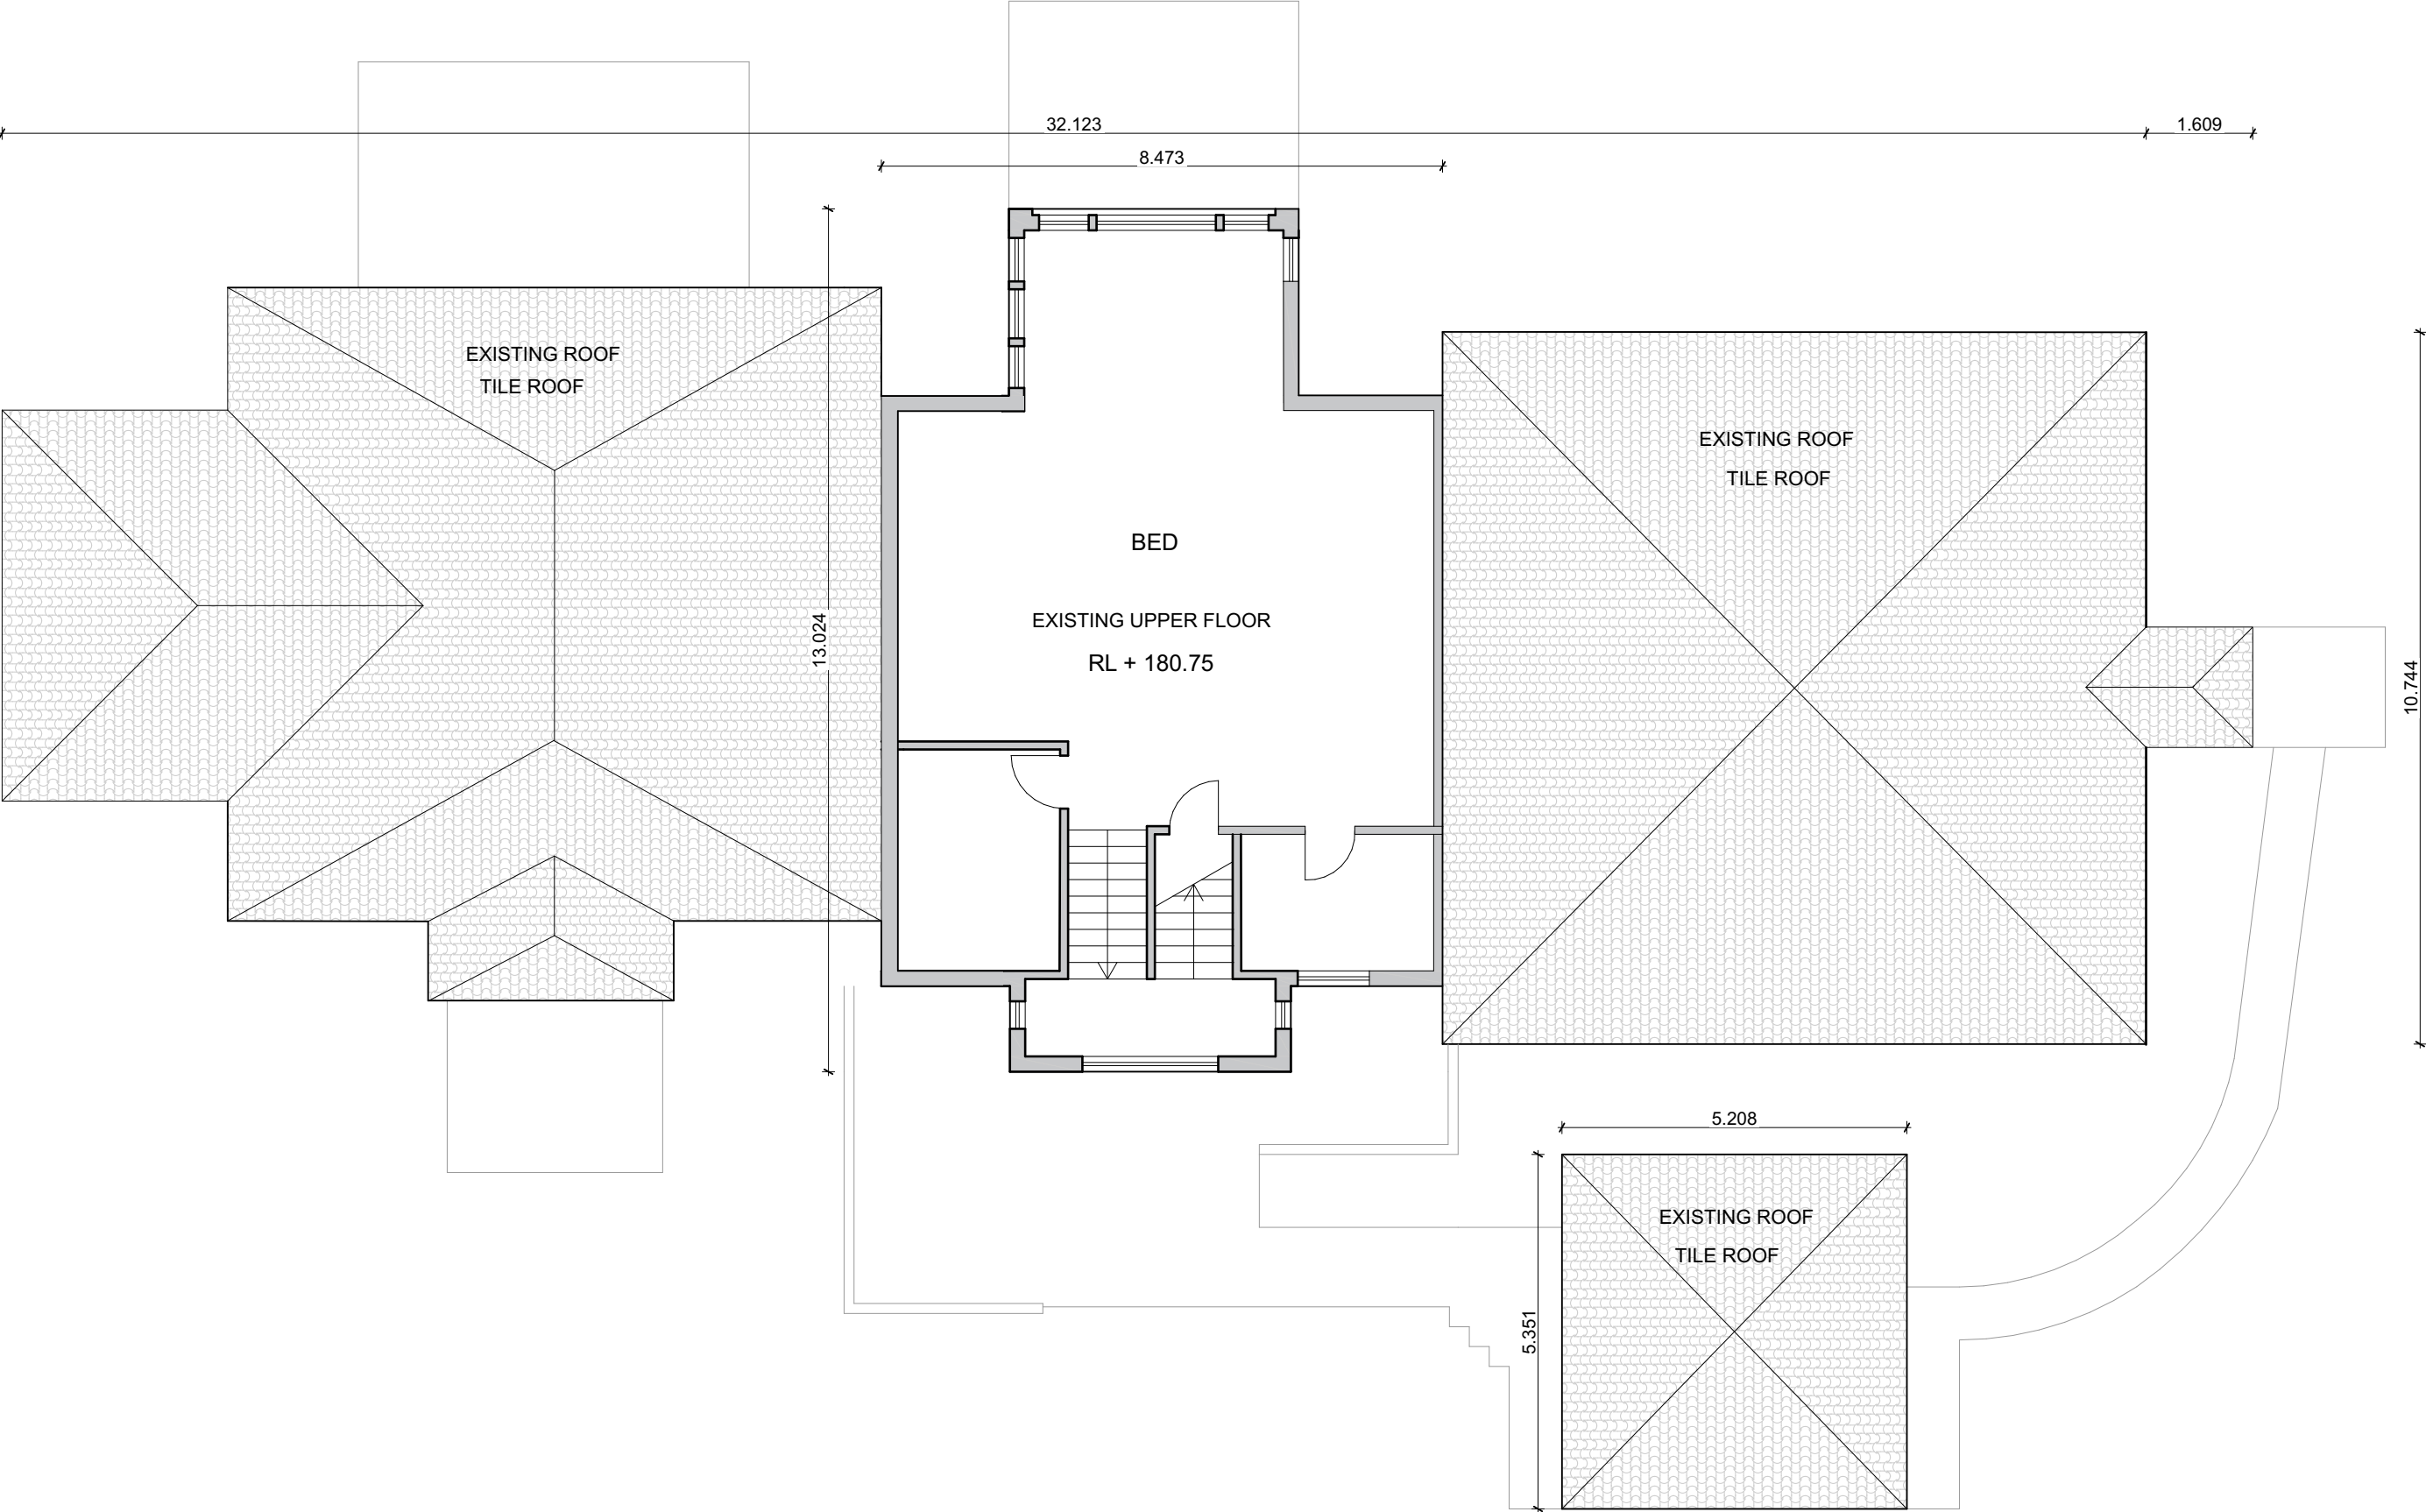 32.123
1.609
8.473
EXISTING ROOF
TILE ROOF
EXISTING ROOF
TILE ROOF
BED
EXISTING UPPER FLOOR
RL + 180.75
13.024
10.744
5.208
EXISTING ROOF
TILE ROOF
5.351